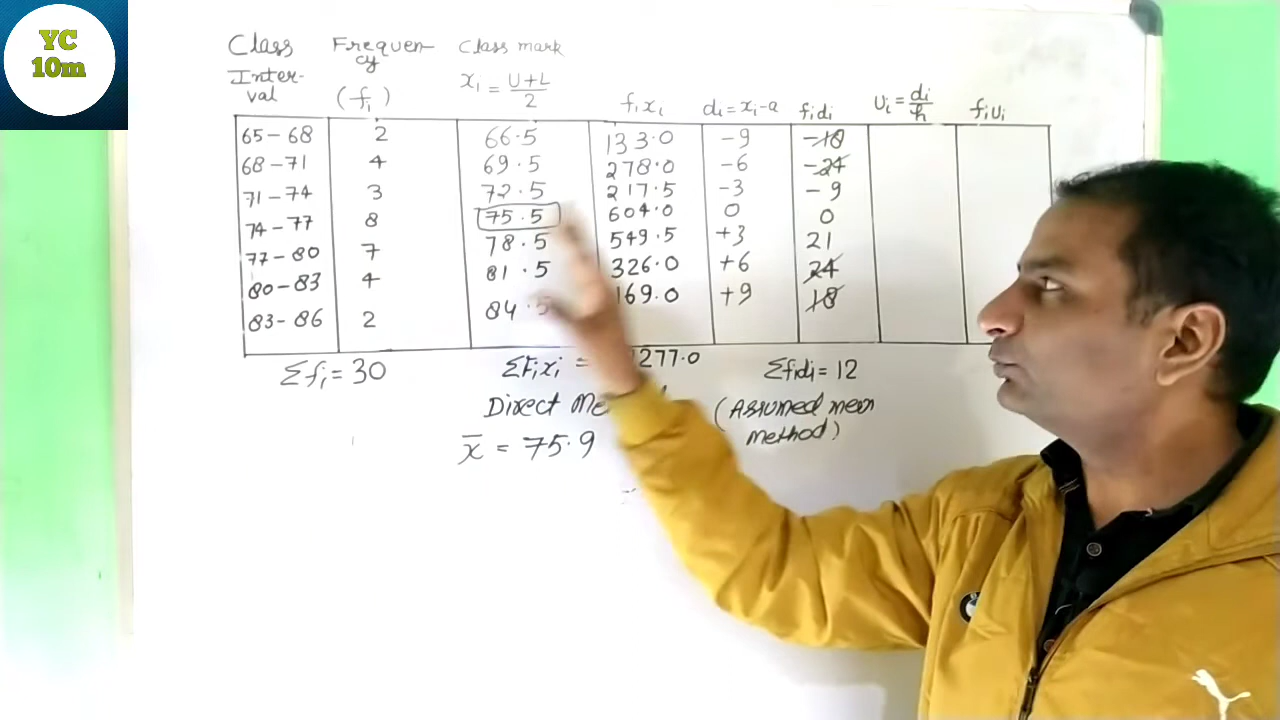 YC
10m
Class Frequen- Class mark
Inter- cy xi = U+L/2
val (fi) fixi di=xi-a fidi Ui=di/h fiui
65-68 2 66.5 133.0 -9 -18
68-71 4 69.5 278.0 -6 -24
71-74 3 72.5 217.5 -3 -9
74-77 8 75.5 604.0 0 0
77-80 7 78.5 549.5 +3 21
80-83 4 81.5 326.0 +6 24
83-86 2 84.5 169.0 +9 18
Σfi = 30 Σfixi = 277.0 Σfidi = 12
Direct (Assumed mean
method)
x̄ = 75.9